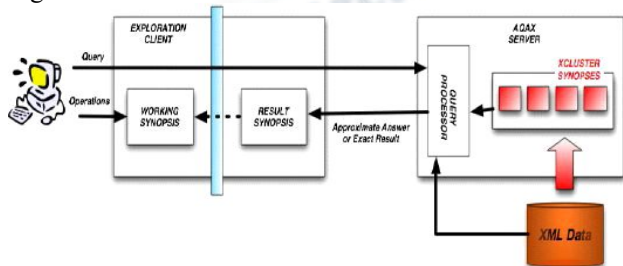 EXPLORATION
CLIENT
AQAX
SERVER
Query
XCLUSTER
SYNOPSES
QUERY
PROCESSOR
Operations
WORKING
SYNOPSIS
RESULT
SYNOPSIS
Approximate Answer
or Exact Result
XML Data